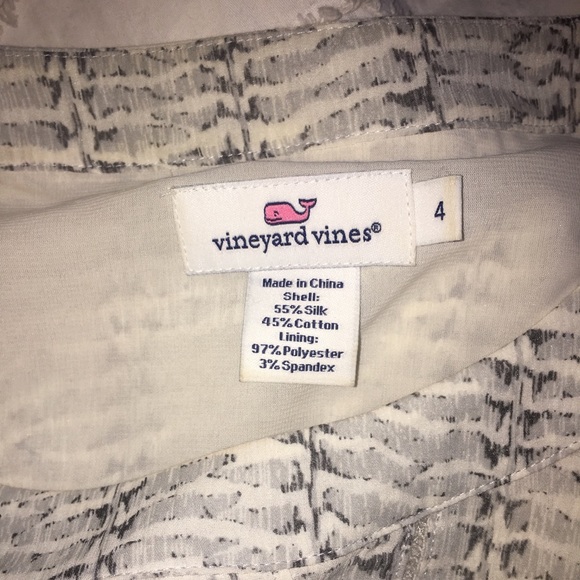 vineyard vines®
4
Made in China
Shell:
55% Silk
45% Cotton
Lining:
97% Polyester
3% Spandex